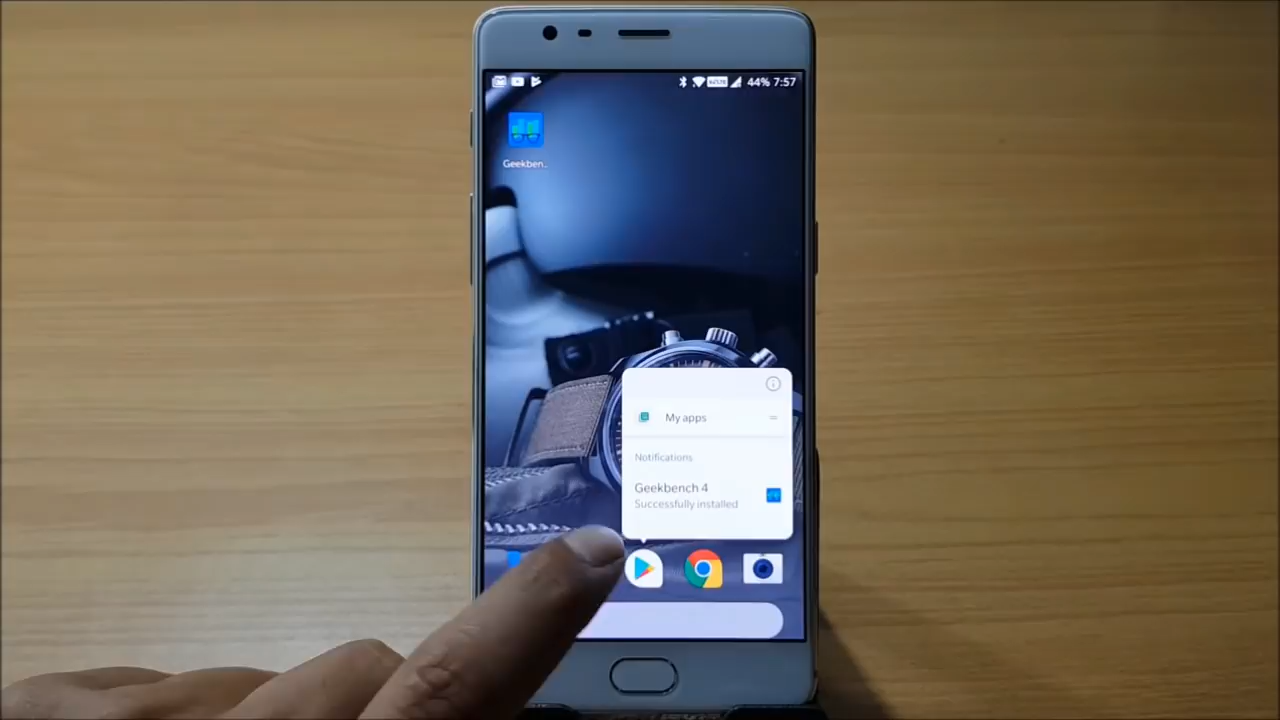 44% 7:57
Geekben..
My apps
Notifications
Geekbench 4
Successfully installed